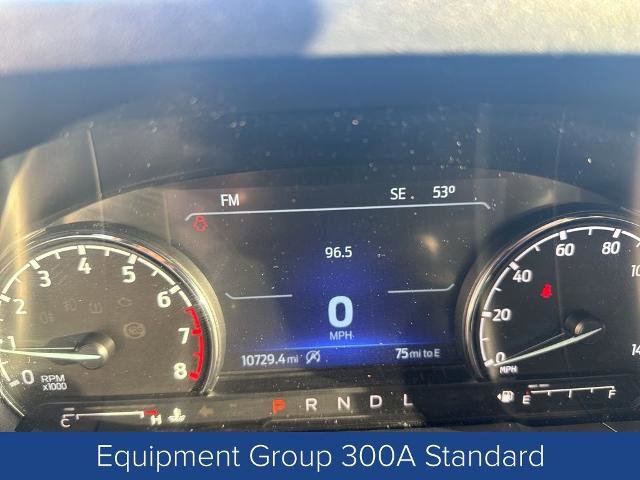 FM SE. 53°
96.5
0
MPH
10729.4 mi 75 mi to E
P R N D L
0 1 2 3 4 5 6 7 8
RPM
x1000
C H
0 20 40 60 80
MPH
E F
Equipment Group 300A Standard